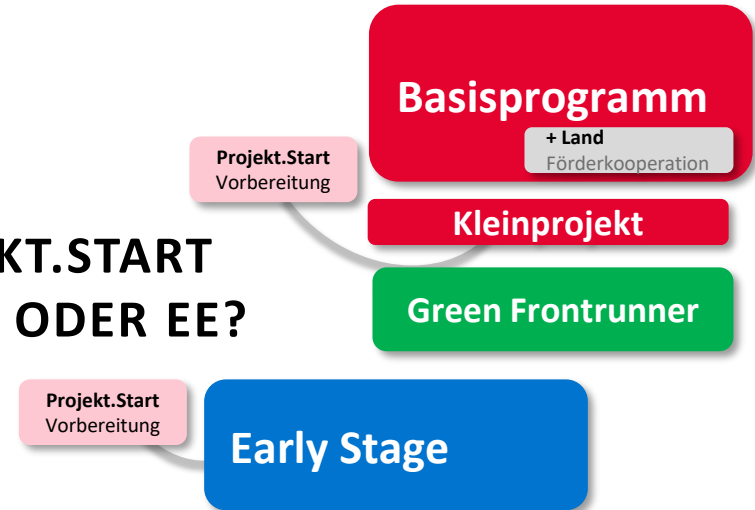 Basisprogramm
+ Land
Förderkooperation
Projekt.Start
Vorbereitung
Kleinprojekt
KT.START
ODER EE?
Green Frontrunner
Projekt.Start
Vorbereitung
Early Stage